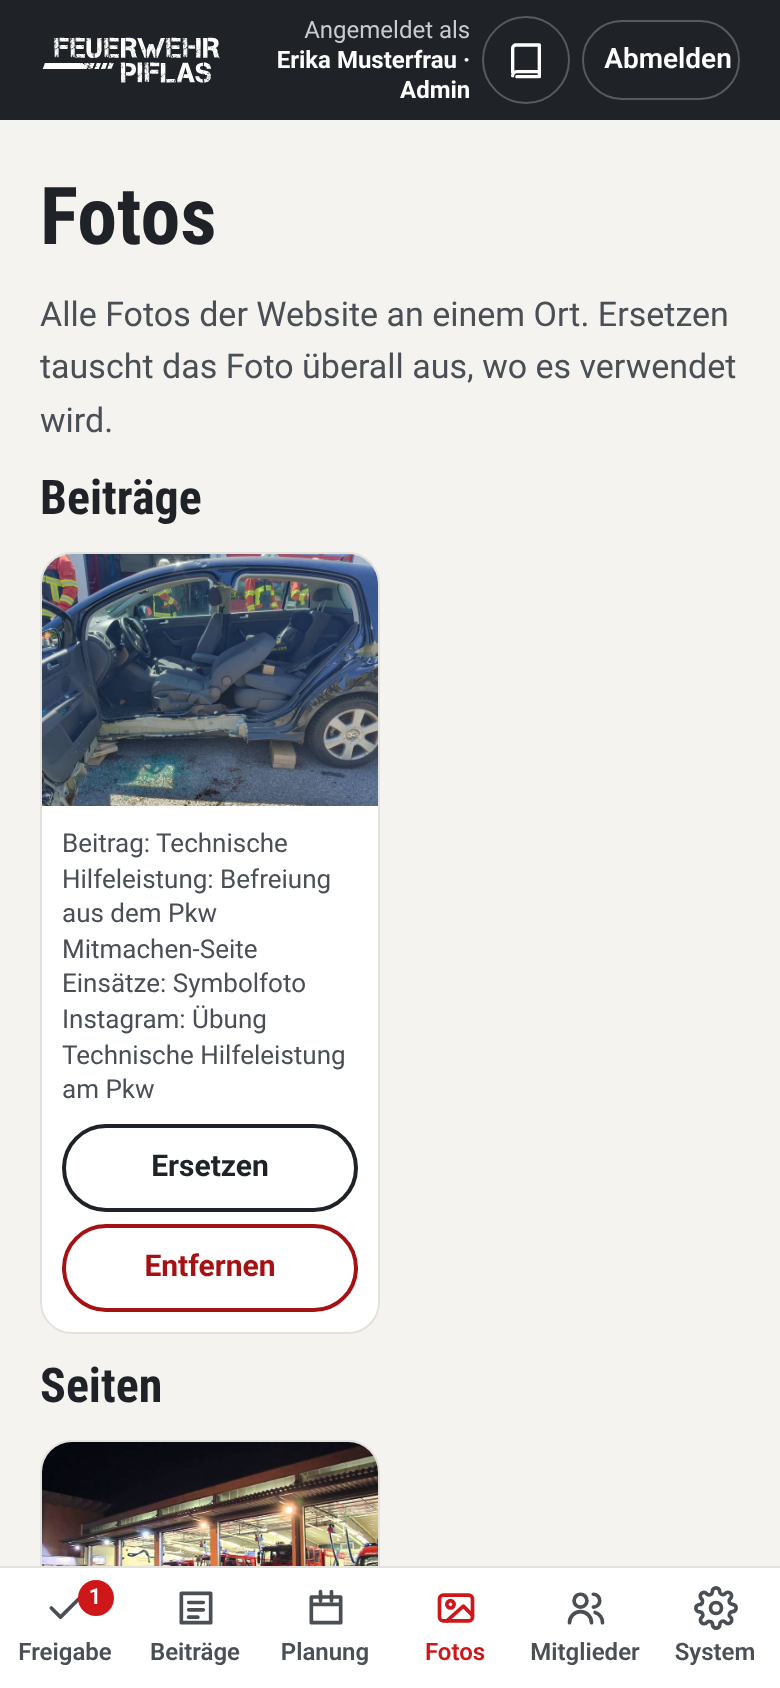 FEUERWEHR
PIFLAS
Angemeldet als
Erika Musterfrau ·
Admin
Abmelden
Fotos
Alle Fotos der Website an einem Ort. Ersetzen
tauscht das Foto überall aus, wo es verwendet
wird.
Beiträge
Beitrag: Technische
Hilfeleistung: Befreiung
aus dem Pkw
Mitmachen-Seite
Einsätze: Symbolfoto
Instagram: Übung
Technische Hilfeleistung
am Pkw
Ersetzen
Entfernen
Seiten
1
Freigabe
Beiträge
Planung
Fotos
Mitglieder
System